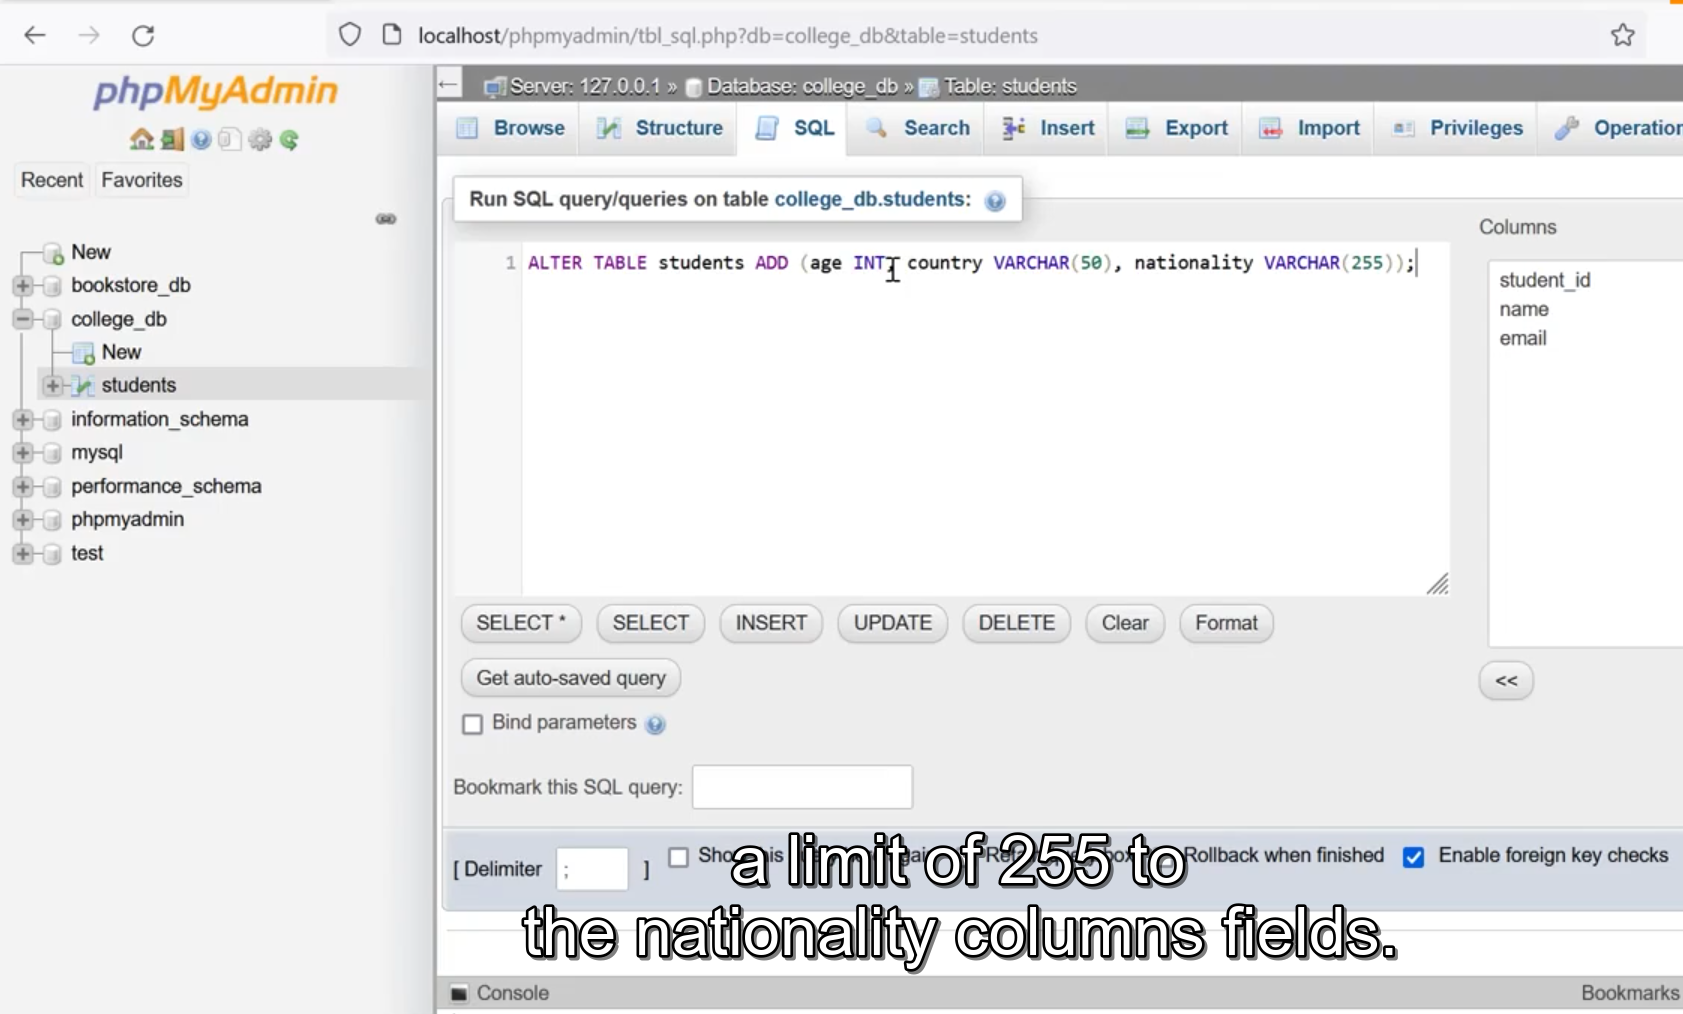 localhost/phpmyadmin/tbl_sql.php?db=college_db&table=students
phpMyAdmin
Recent Favorites
New
bookstore_db
college_db
New
students
information_schema
mysql
performance_schema
phpmyadmin
test
Server: 127.0.0.1 » Database: college_db » Table: students
Browse Structure SQL Search Insert Export Import Privileges Operation
Run SQL query/queries on table college_db.students:
1 ALTER TABLE students ADD (age INT, country VARCHAR(50), nationality VARCHAR(255));
Columns
student_id
name
email
SELECT * SELECT INSERT UPDATE DELETE Clear Format
Get auto-saved query
<<
Bind parameters
Bookmark this SQL query:
[ Delimiter ; ] Rollback when finished Enable foreign key checks
a limit of 255 to
the nationality columns fields.
Console Bookmarks